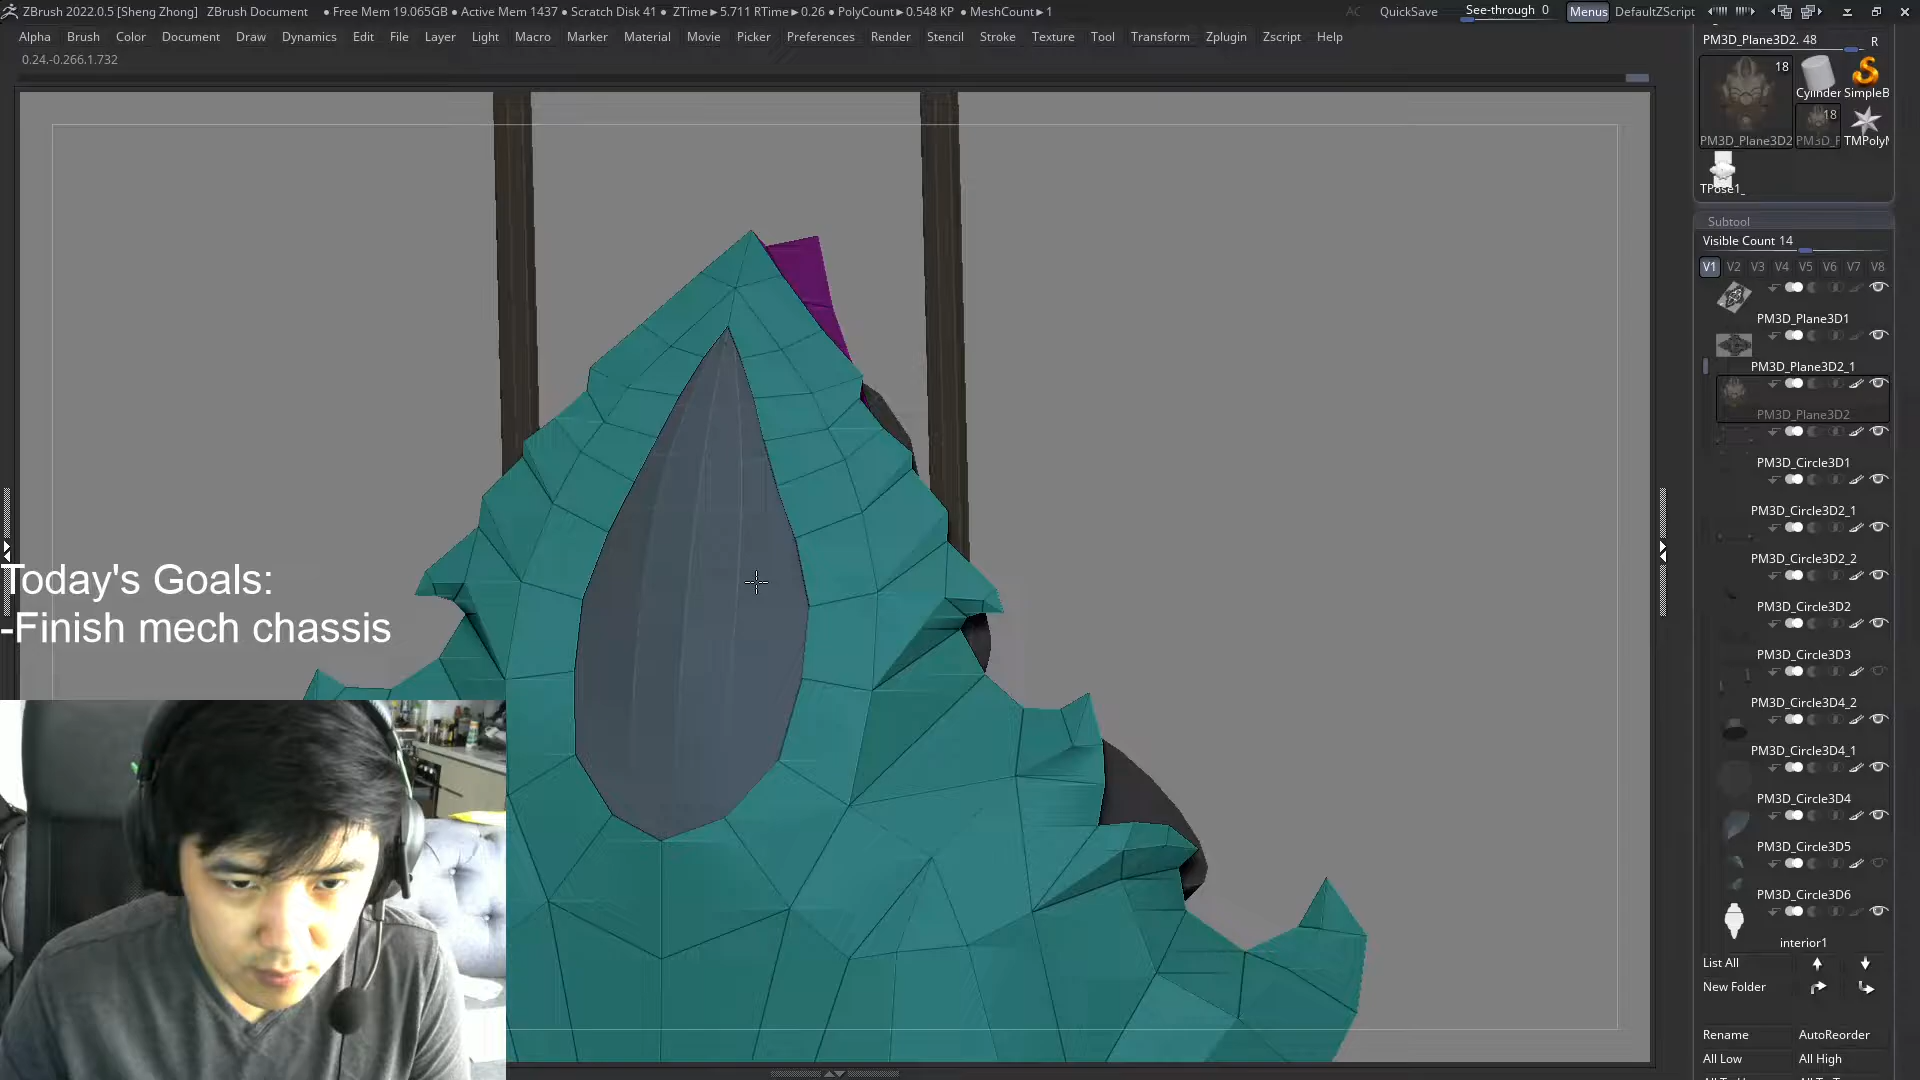 ZBrush 2022.0.5 [Sheng Zhong] ZBrush Document ● Free Mem 19.065GB ● Active Mem 1437 ● Scratch Disk 41 ● ZTime►5.711 RTime►0.26 ● PolyCount►0.548 KP ● MeshCount►1 AC QuickSave See-through 0 Menus DefaultZScript
Alpha Brush Color Document Draw Dynamics Edit File Layer Light Macro Marker Material Movie Picker Preferences Render Stencil Stroke Texture Tool Transform Zplugin Zscript Help
0.24,-0.266,1.732
PM3D_Plane3D2. 48 R
18
Cylinder SimpleB
18
PM3D_Plane3D2 PM3D_P TMPolyM
TPose1_
Subtool
Visible Count 14
V1 V2 V3 V4 V5 V6 V7 V8
PM3D_Plane3D1
PM3D_Plane3D2_1
PM3D_Plane3D2
PM3D_Circle3D1
PM3D_Circle3D2_1
PM3D_Circle3D2_2
PM3D_Circle3D2
PM3D_Circle3D3
PM3D_Circle3D4_2
PM3D_Circle3D4_1
PM3D_Circle3D4
PM3D_Circle3D5
PM3D_Circle3D6
interior1
List All
New Folder
Rename AutoReorder
All Low All High
Today's Goals:
-Finish mech chassis